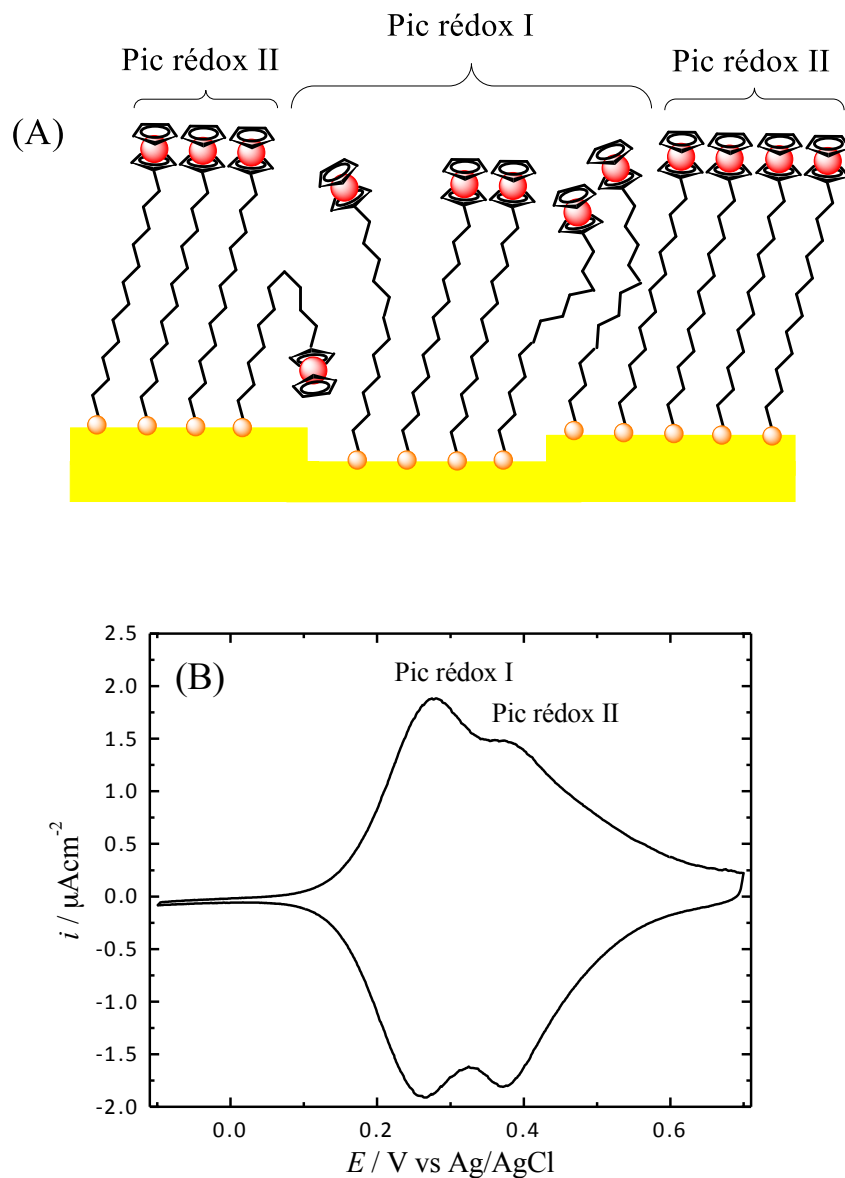 Pic rédox I
Pic rédox II
Pic rédox II
(A)
(B)
Pic rédox I
Pic rédox II
2.5
2.0
1.5
1.0
0.5
0.0
-0.5
-1.0
-1.5
-2.0
i / µAcm⁻²
0.0
0.2
0.4
0.6
E / V vs Ag/AgCl